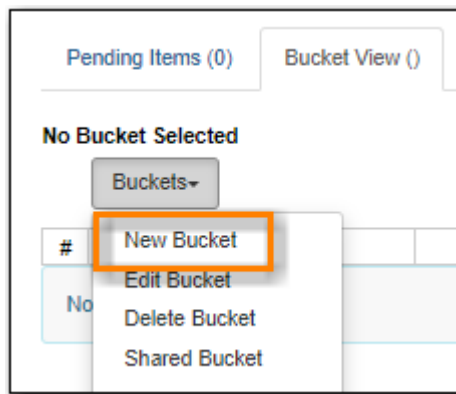 Pending Items (0) Bucket View ()
No Bucket Selected
Buckets
New Bucket
#
Edit Bucket
No
Delete Bucket
Shared Bucket